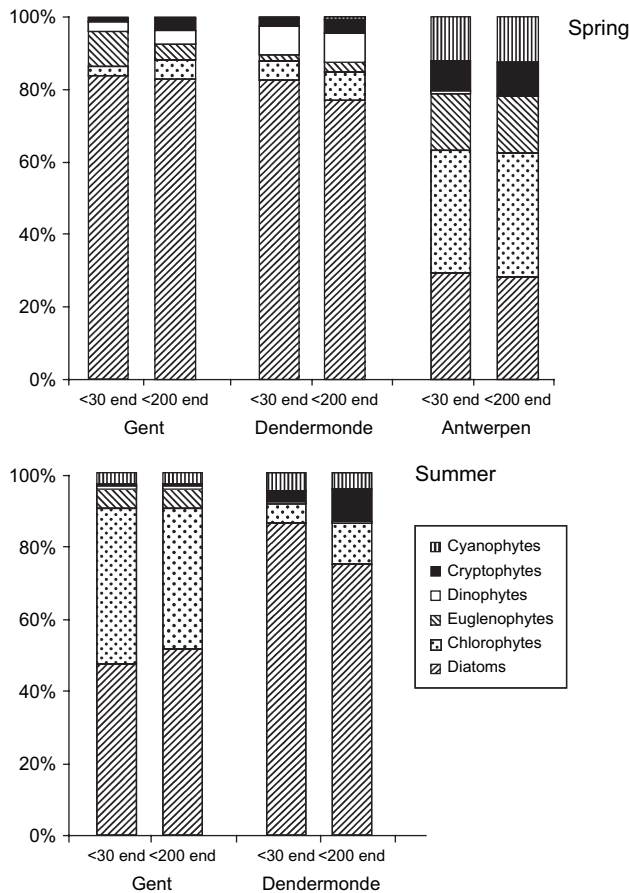 Spring
100%
80%
60%
40%
20%
0%
<30 end <200 end <30 end <200 end <30 end <200 end
Gent Dendermonde Antwerpen
Summer
100%
80%
60%
40%
20%
0%
Cyanophytes
Cryptophytes
Dinophytes
Euglenophytes
Chlorophytes
Diatoms
<30 end <200 end <30 end <200 end
Gent Dendermonde